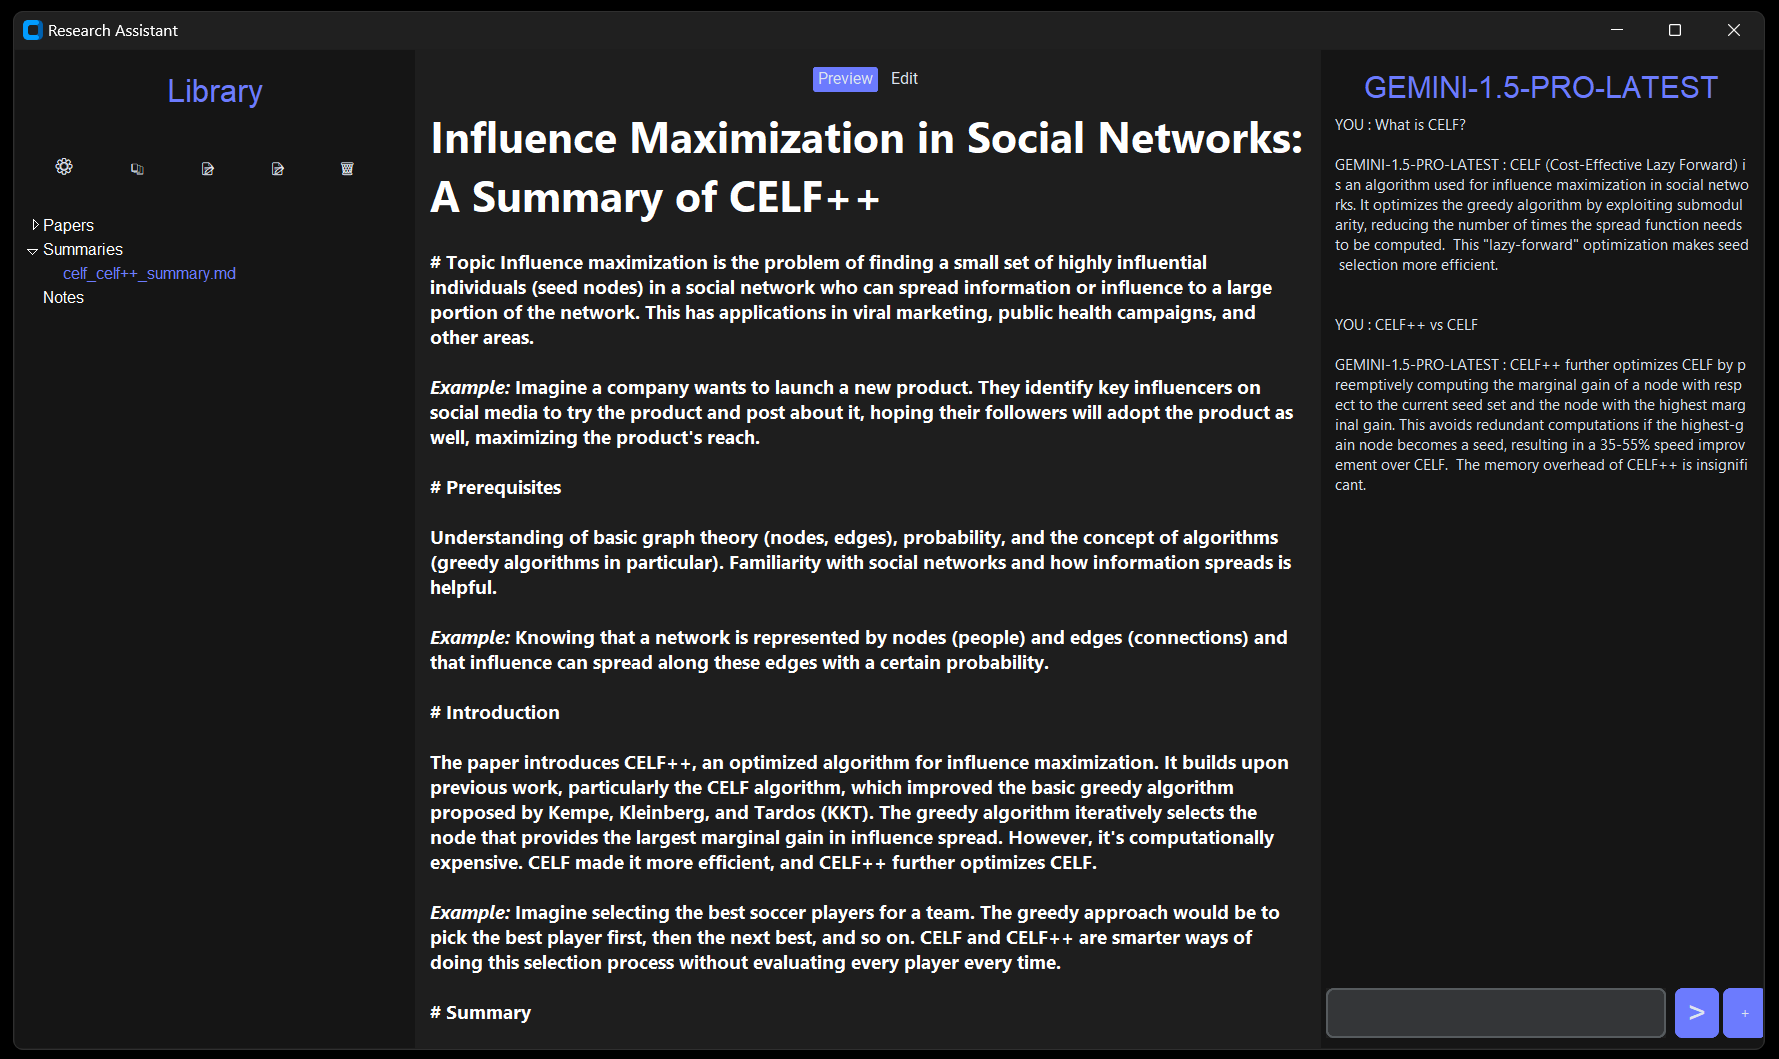 Research Assistant
Library
Papers
Summaries
celf_celf++_summary.md
Notes
Preview Edit
Influence Maximization in Social Networks:
A Summary of CELF++
# Topic Influence maximization is the problem of finding a small set of highly influential
individuals (seed nodes) in a social network who can spread information or influence to a large
portion of the network. This has applications in viral marketing, public health campaigns, and
other areas.
Example: Imagine a company wants to launch a new product. They identify key influencers on
social media to try the product and post about it, hoping their followers will adopt the product as
well, maximizing the product's reach.
# Prerequisites
Understanding of basic graph theory (nodes, edges), probability, and the concept of algorithms
(greedy algorithms in particular). Familiarity with social networks and how information spreads is
helpful.
Example: Knowing that a network is represented by nodes (people) and edges (connections) and
that influence can spread along these edges with a certain probability.
# Introduction
The paper introduces CELF++, an optimized algorithm for influence maximization. It builds upon
previous work, particularly the CELF algorithm, which improved the basic greedy algorithm
proposed by Kempe, Kleinberg, and Tardos (KKT). The greedy algorithm iteratively selects the
node that provides the largest marginal gain in influence spread. However, it's computationally
expensive. CELF made it more efficient, and CELF++ further optimizes CELF.
Example: Imagine selecting the best soccer players for a team. The greedy approach would be to
pick the best player first, then the next best, and so on. CELF and CELF++ are smarter ways of
doing this selection process without evaluating every player every time.
# Summary
GEMINI-1.5-PRO-LATEST
YOU : What is CELF?
GEMINI-1.5-PRO-LATEST : CELF (Cost-Effective Lazy Forward) i
s an algorithm used for influence maximization in social netwo
rks. It optimizes the greedy algorithm by exploiting submodul
arity, reducing the number of times the spread function needs
to be computed.  This "lazy-forward" optimization makes seed
selection more efficient.
YOU : CELF++ vs CELF
GEMINI-1.5-PRO-LATEST : CELF++ further optimizes CELF by p
reemptively computing the marginal gain of a node with resp
ect to the current seed set and the node with the highest marg
inal gain. This avoids redundant computations if the highest-g
ain node becomes a seed, resulting in a 35-55% speed improv
ement over CELF.  The memory overhead of CELF++ is insignifi
cant.
> +